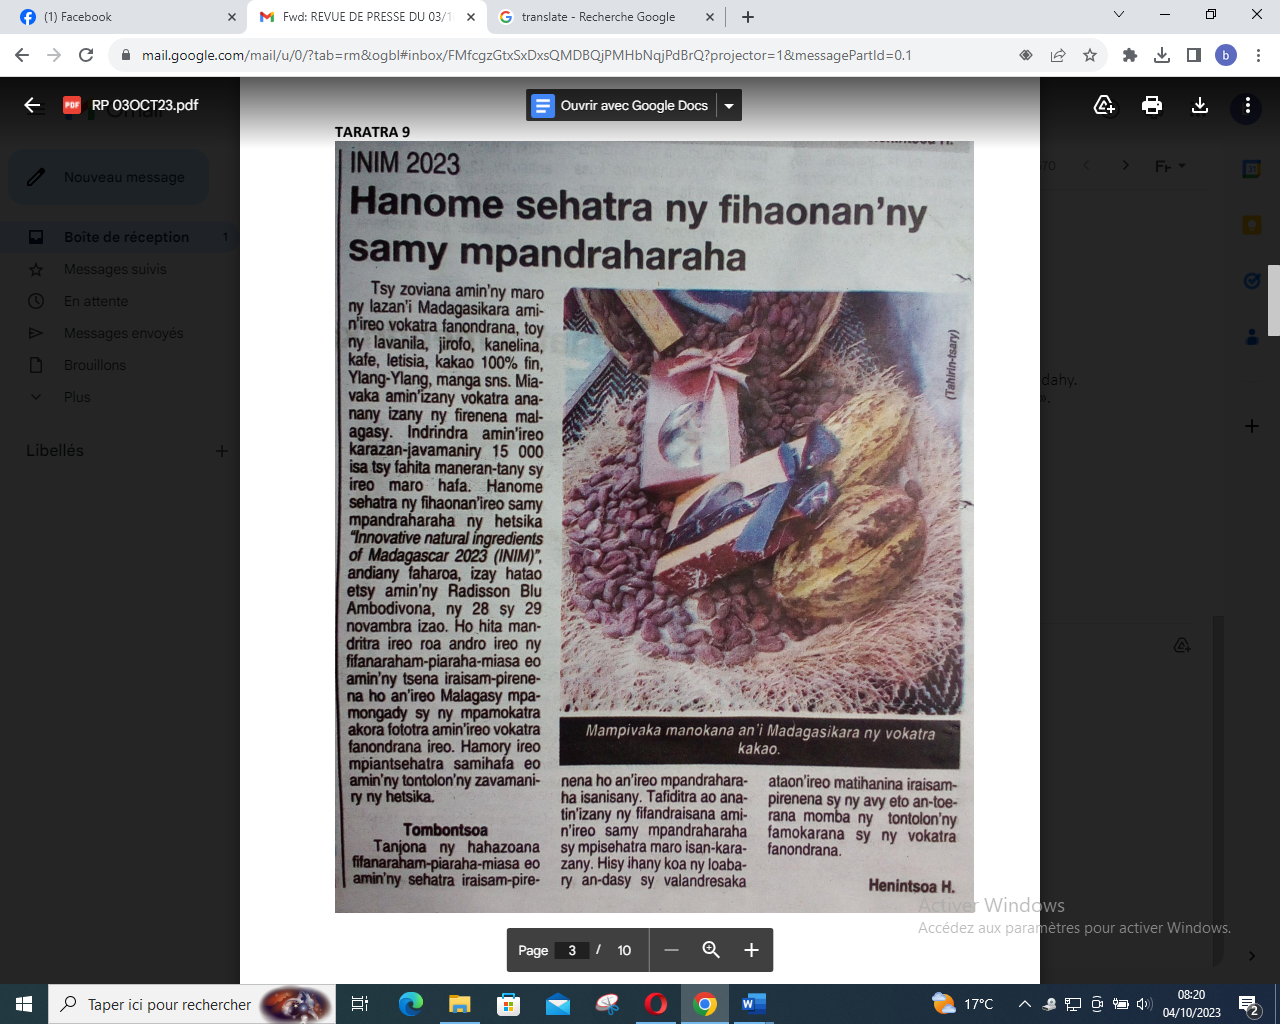 (1) Facebook
Fwd: REVUE DE PRESSE DU 03/1
translate - Recherche Google
mail.google.com/mail/u/0/?tab=rm&ogbl#inbox/FMfcgzGtxSxDxsQMDBQjPMHbNqjPdBrQ?projector=1&messagePartId=0.1
b
PDF
RP 03OCT23.pdf
Ouvrir avec Google Docs
Nouveau message
Boîte de réception 1
Messages suivis
En attente
Messages envoyés
Brouillons
Plus
Libellés
Fr
dahy.
TARATRA 9
INIM 2023
Hanome sehatra ny fihaonan'ny
samy mpandraharaha
Tsy zoviana amin'ny maro
ny lazan'i Madagasikara ami-
n'ireo vokatra fanondrana, toy
ny lavanila, jirofo, kanelina,
kafe, letisia, kakao 100% fin,
Ylang-Ylang, manga sns. Mia-
vaka amin'izany vokatra ana-
nany izany ny firenena mal-
agasy. Indrindra amin'ireo
karazan-javamaniry 15 000
isa tsy fahita maneran-tany sy
ireo maro hafa. Hanome
sehatra ny fihaonan'ireo samy
mpandraharaha ny hetsika
"Innovative natural ingredients
of Madagascar 2023 (INIM)",
andiany faharoa, izay hatao
etsy amin'ny Radisson Blu
Ambodivona, ny 28 sy 29
novambra izao. Ho hita man-
dritra ireo roa andro ireo ny
fifanaraham-piaraha-miasa eo
amin'ny tsena iraisam-pirene-
na ho an'ireo Malagasy mpa-
mongady sy ny mpamokatra
akora fototra amin'ireo vokatra
fanondrana ireo. Hamory ireo
mpiantsehatra samihafa eo
amin'ny tontolon'ny zavamani-
ry ny hetsika.
Tombontsoa
Tanjona ny hahazoana
fifanaraham-piaraha-miasa eo
amin'ny sehatra iraisam-pire-
(Tahirin-tsary)
Mampivaka manokana an'i Madagasikara ny vokatra
kakao.
nena ho an'ireo mpandrahara-
ha isanisany. Tafiditra ao ana-
tin'izany ny fifandraisana ami-
n'ireo samy mpandraharaha
sy mpisehatra maro isan-kara-
zany. Hisy ihany koa ny loaba-
ry an-dasy sy valandresaka
ataon'ireo matihanina iraisam-
pirenena sy ny avy eto an-toe-
rana momba ny tontolon'ny
famokarana sy ny vokatra
fanondrana.
Henintsoa H.
Activer Windows
Accédez aux paramètres pour activer Windows.
Page 3 / 10
Taper ici pour rechercher
17°C
08:20
04/10/2023
2